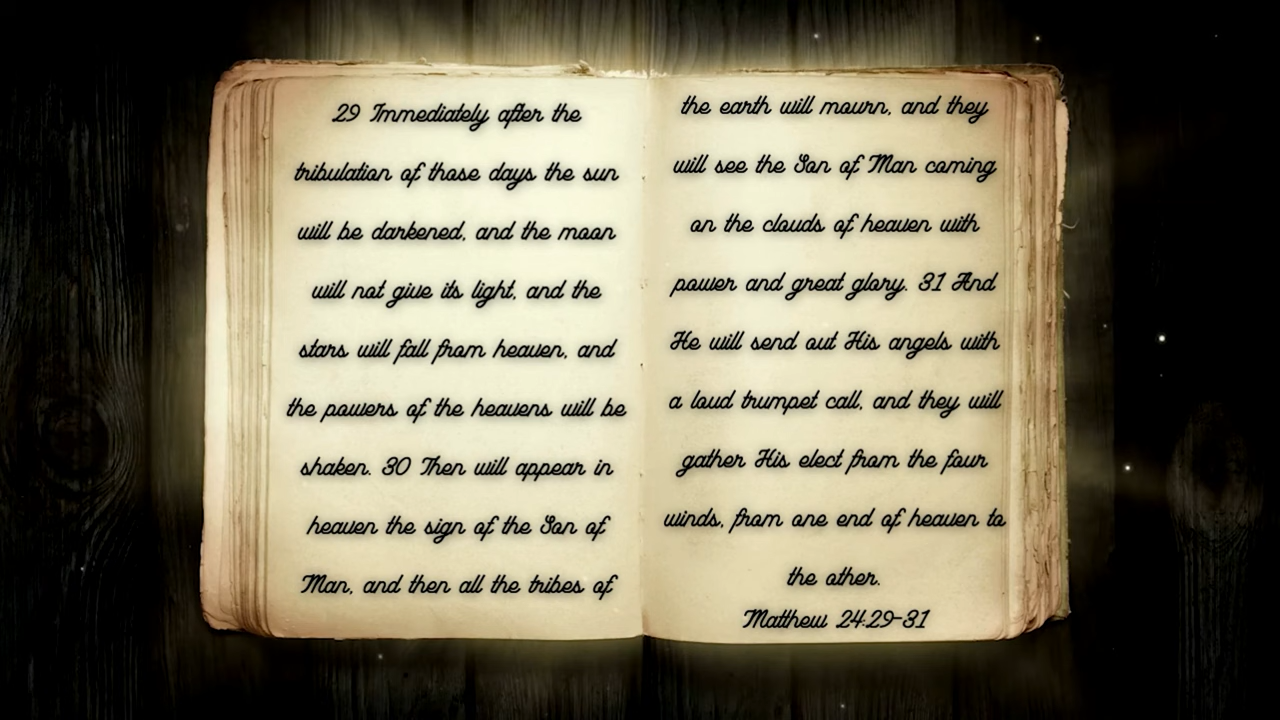 29 Immediately after the
tribulation of those days the sun
will be darkened, and the moon
will not give its light, and the
stars will fall from heaven, and
the powers of the heavens will be
shaken. 30 Then will appear in
heaven the sign of the Son of
Man, and then all the tribes of
the earth will mourn, and they
will see the Son of Man coming
on the clouds of heaven with
power and great glory. 31 And
He will send out His angels with
a loud trumpet call, and they will
gather His elect from the four
winds, from one end of heaven to
the other.
Matthew 24:29-31